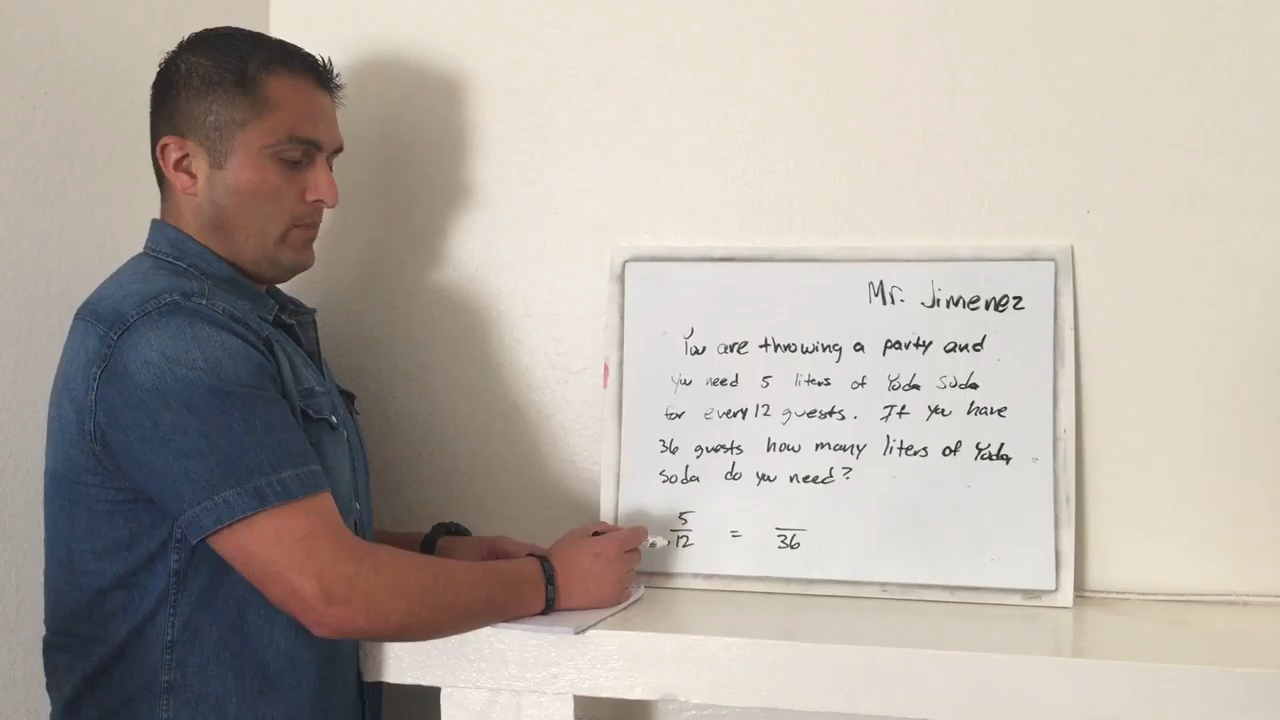 Mr. Jimenez
You are throwing a party and
you need 5 liters of Yoda soda
for every 12 guests. If you have
36 guests how many liters of Yoda
soda do you need?
5/12 = /36